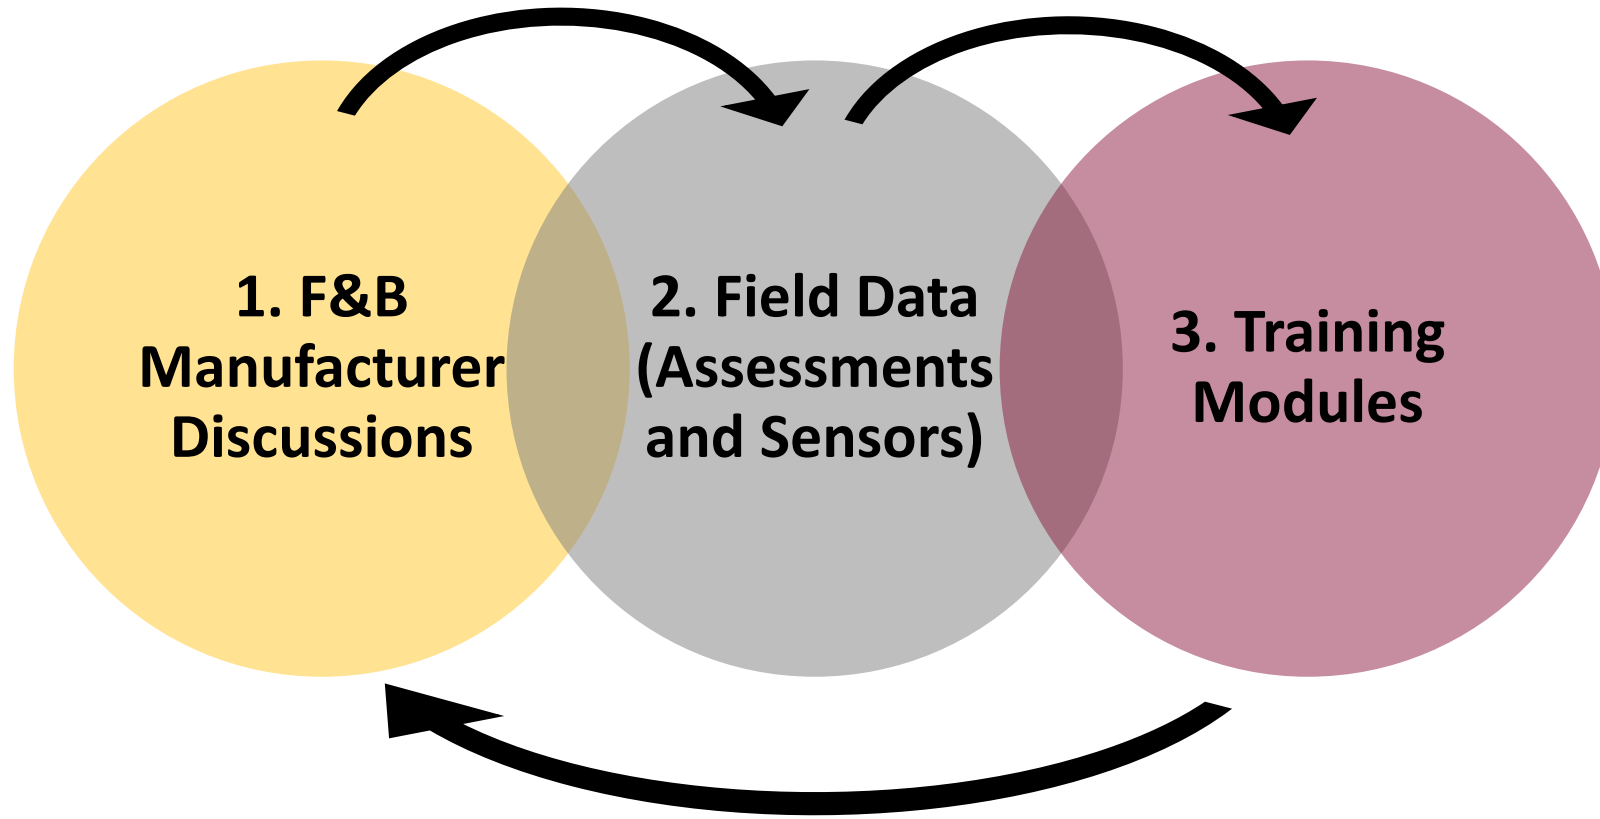 1. F&B
Manufacturer
Discussions
2. Field Data
(Assessments
and Sensors)
3. Training
Modules